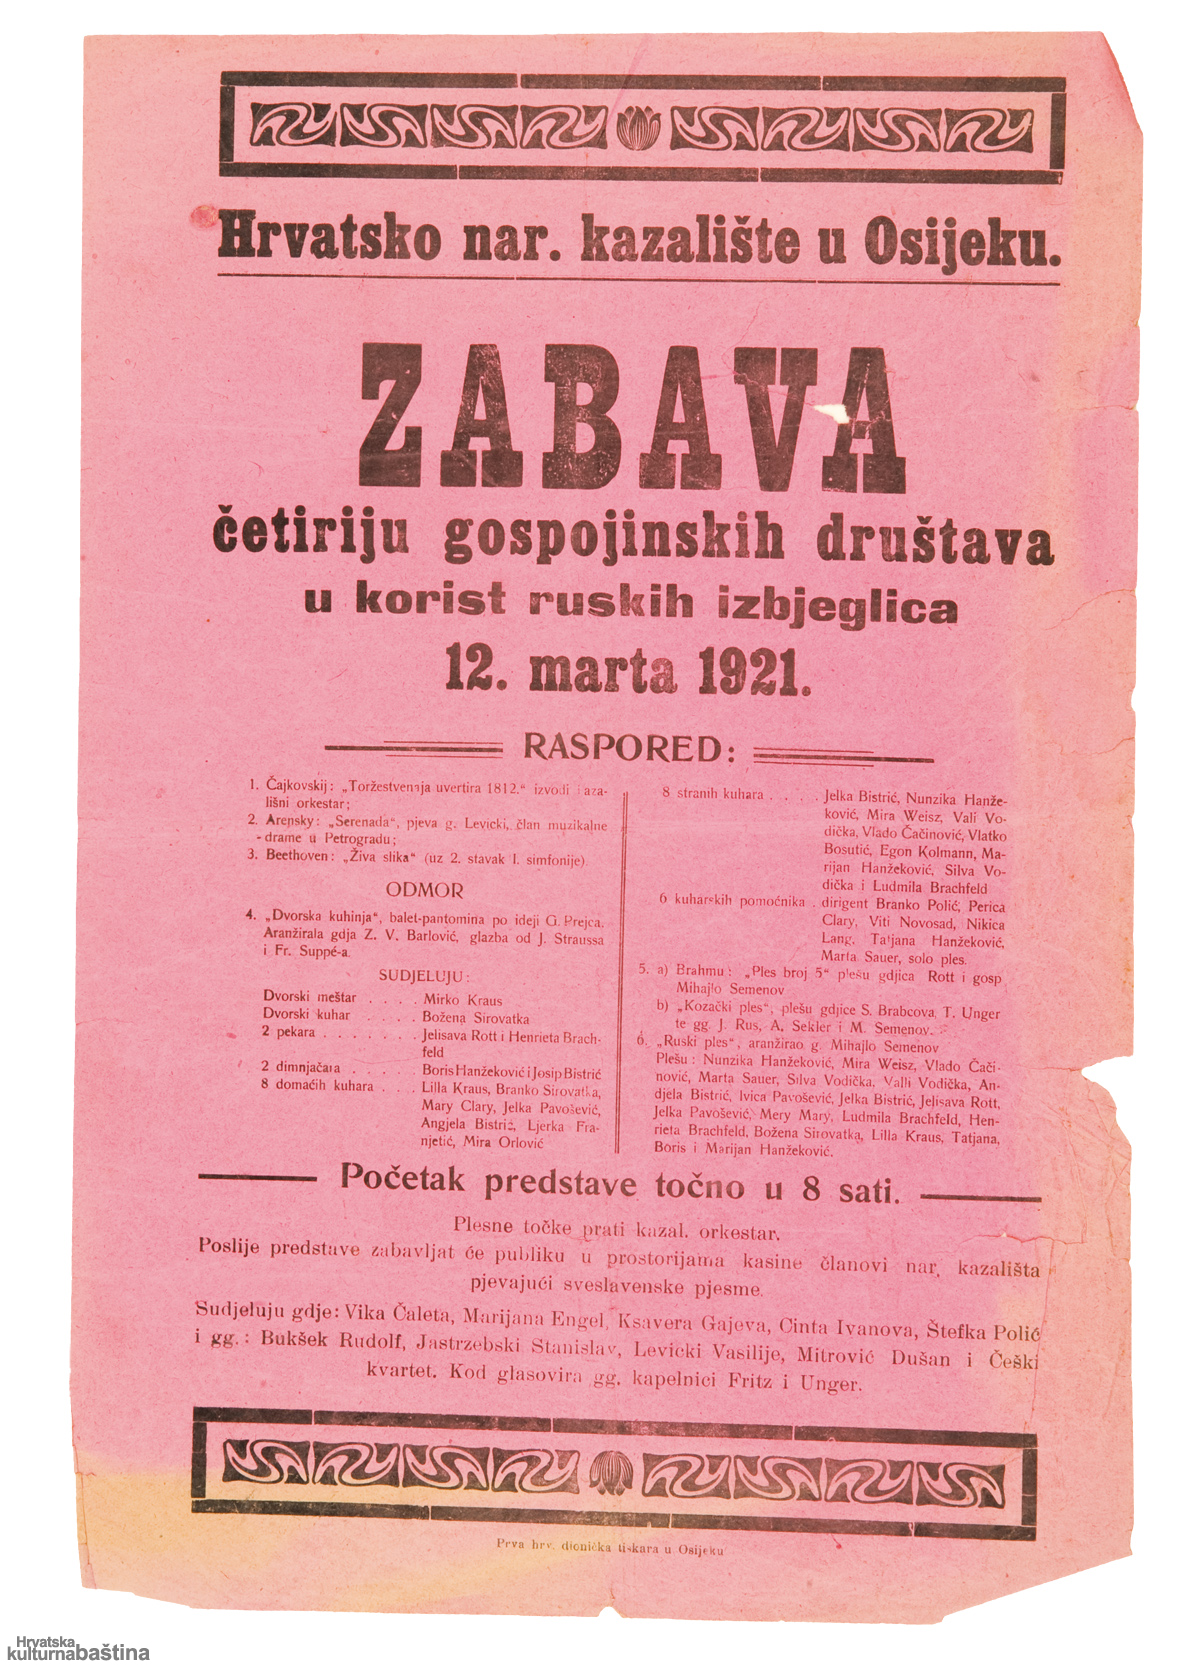 Hrvatsko nar. kazalište u Osijeku.
ZABAVA
četiriju gospojinskih društava
u korist ruskih izbjeglica
12. marta 1921.
RASPORED:
1. Čajkovskij: „Toržestvennaja uvertira 1812.“ izvodi kaza-
lišni orkestar;
2. Arensky: „Serenada“, pjeva g. Levicki, član muzikalne
drame u Petrogradu;
3. Beethoven: „Živa slika“ (uz 2. stavak I. simfonije).
ODMOR
4. „Dvorska kuhinja“, balet-pantomina po ideji G. Prejca.
Aranžirala gdja Z. V. Barlović, glazba od J. Straussa
i Fr. Suppé-a.
SUDJELUJU:
Dvorski meštar . . . . Mirko Kraus
Dvorski kuhar . . . . Božena Sirovatka
2 pekara . . . . . . . Jelisava Rott i Henrieta Brach-
feld
2 dimnjačara . . . . Boris Hanžeković i Josip Bistrić
8 domaćih kuhara . . . Lilla Kraus, Branko Sirovatka,
Mary Clary, Jelka Pavošević,
Angjela Bistrić, Ljerka Fra-
njetić, Mira Orlović
8 stranih kuhara . . . . Jelka Bistrić, Nunzika Hanže-
ković, Mira Weisz, Vali Vo-
dička, Vlado Čačinović, Vlatko
Bosutić, Egon Kolmann, Ma-
rijan Hanžeković, Silva Vo-
dička i Ludmila Brachfeld
6 kuharskih pomoćnika . dirigent Branko Polić, Perica
Clary, Viti Novosad, Nikica
Lang, Tatjana Hanžeković,
Marta Sauer, solo ples.
5. a) Brahmu: „Ples broj 5“ plešu gdjica Rott i gosp
Mihajlo Semenov
b) „Kozački ples“, plešu gdjice S. Brabcova, T. Unger
te gg. J. Rus, A. Sekler i M. Semenov.
6. „Ruski ples“, aranžirao g. Mihajlo Semenov
Plešu: Nunzika Hanžeković, Mira Weisz, Vlado Čači-
nović, Marta Sauer, Silva Vodička, Valli Vodička, An-
djela Bistrić, Ivica Pavošević, Jelka Bistrić, Jelisava Rott,
Jelka Pavošević, Mery Mary, Ludmila Brachfeld, Hen-
rieta Brachfeld, Božena Sirovatka, Lilla Kraus, Tatjana,
Boris i Marijan Hanžeković.
Početak predstave točno u 8 sati.
Plesne točke prati kazal. orkestar.
Poslije predstave zabavljat će publiku u prostorijama kasine članovi nar. kazališta
pjevajući sveslavenske pjesme.
Sudjeluju gdje: Vika Čaleta, Marijana Engel, Ksavera Gajeva, Cinta Ivanova, Štefka Polić
i gg.: Bukšek Rudolf, Jastrzebski Stanislav, Levicki Vasilije, Mitrović Dušan i Češki
kvartet. Kod glasovira gg. kapelnici Fritz i Unger.
Prva hrv. dionička tiskara u Osijeku
Hrvatska
kulturnabaština